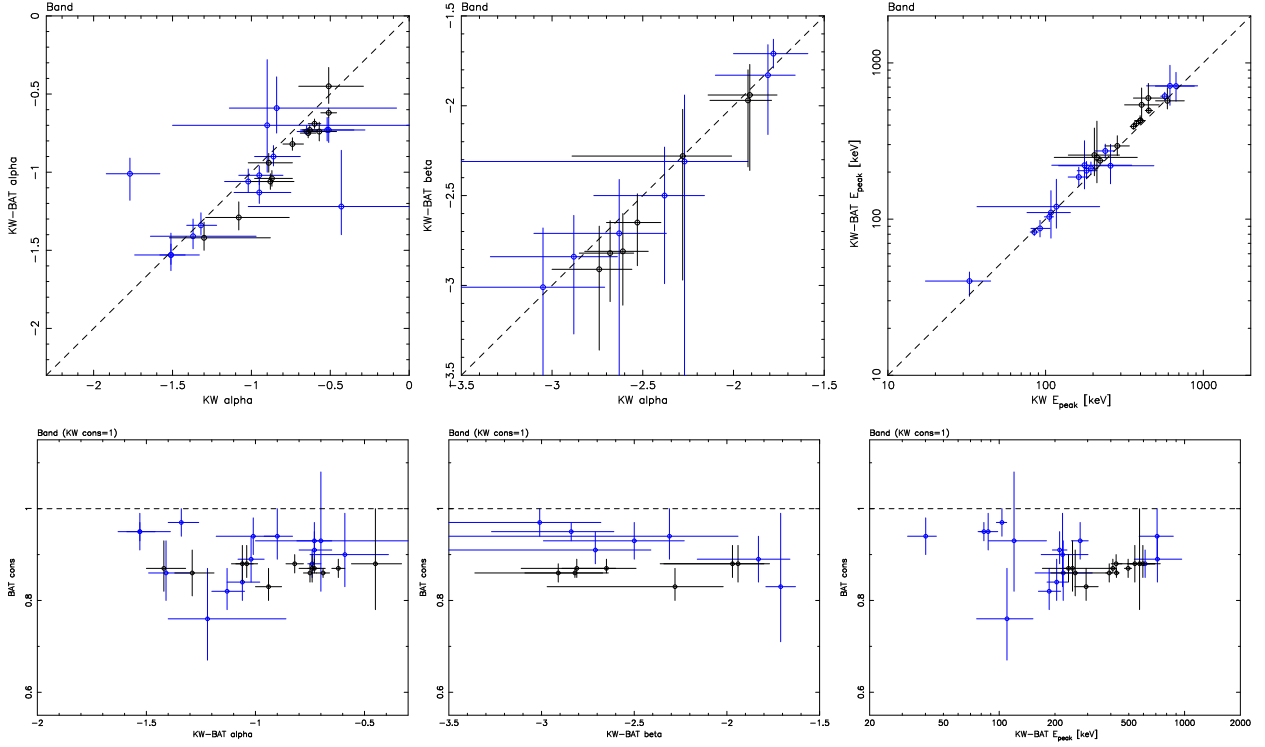 Band
0
−0.5
−1
−1.5
−2
KW−BAT alpha
−2
−1.5
−1
−0.5
0
KW alpha
Band
−1.5
−2
−2.5
−3
−3.5
KW−BAT beta
−3.5
−3
−2.5
−2
−1.5
KW alpha
Band
1000
100
10
KW−BAT Epeak [keV]
10
100
1000
KW Epeak [keV]
Band (KW cons=1)
1
0.8
0.6
BAT cons
−2
−1.5
−1
−0.5
KW−BAT alpha
Band (KW cons=1)
1
0.8
0.6
BAT cons
−3.5
−3
−2.5
−2
−1.5
KW−BAT beta
Band (KW cons=1)
1
0.8
0.6
BAT cons
20
50
100
200
500
1000
2000
KW−BAT Epeak [keV]